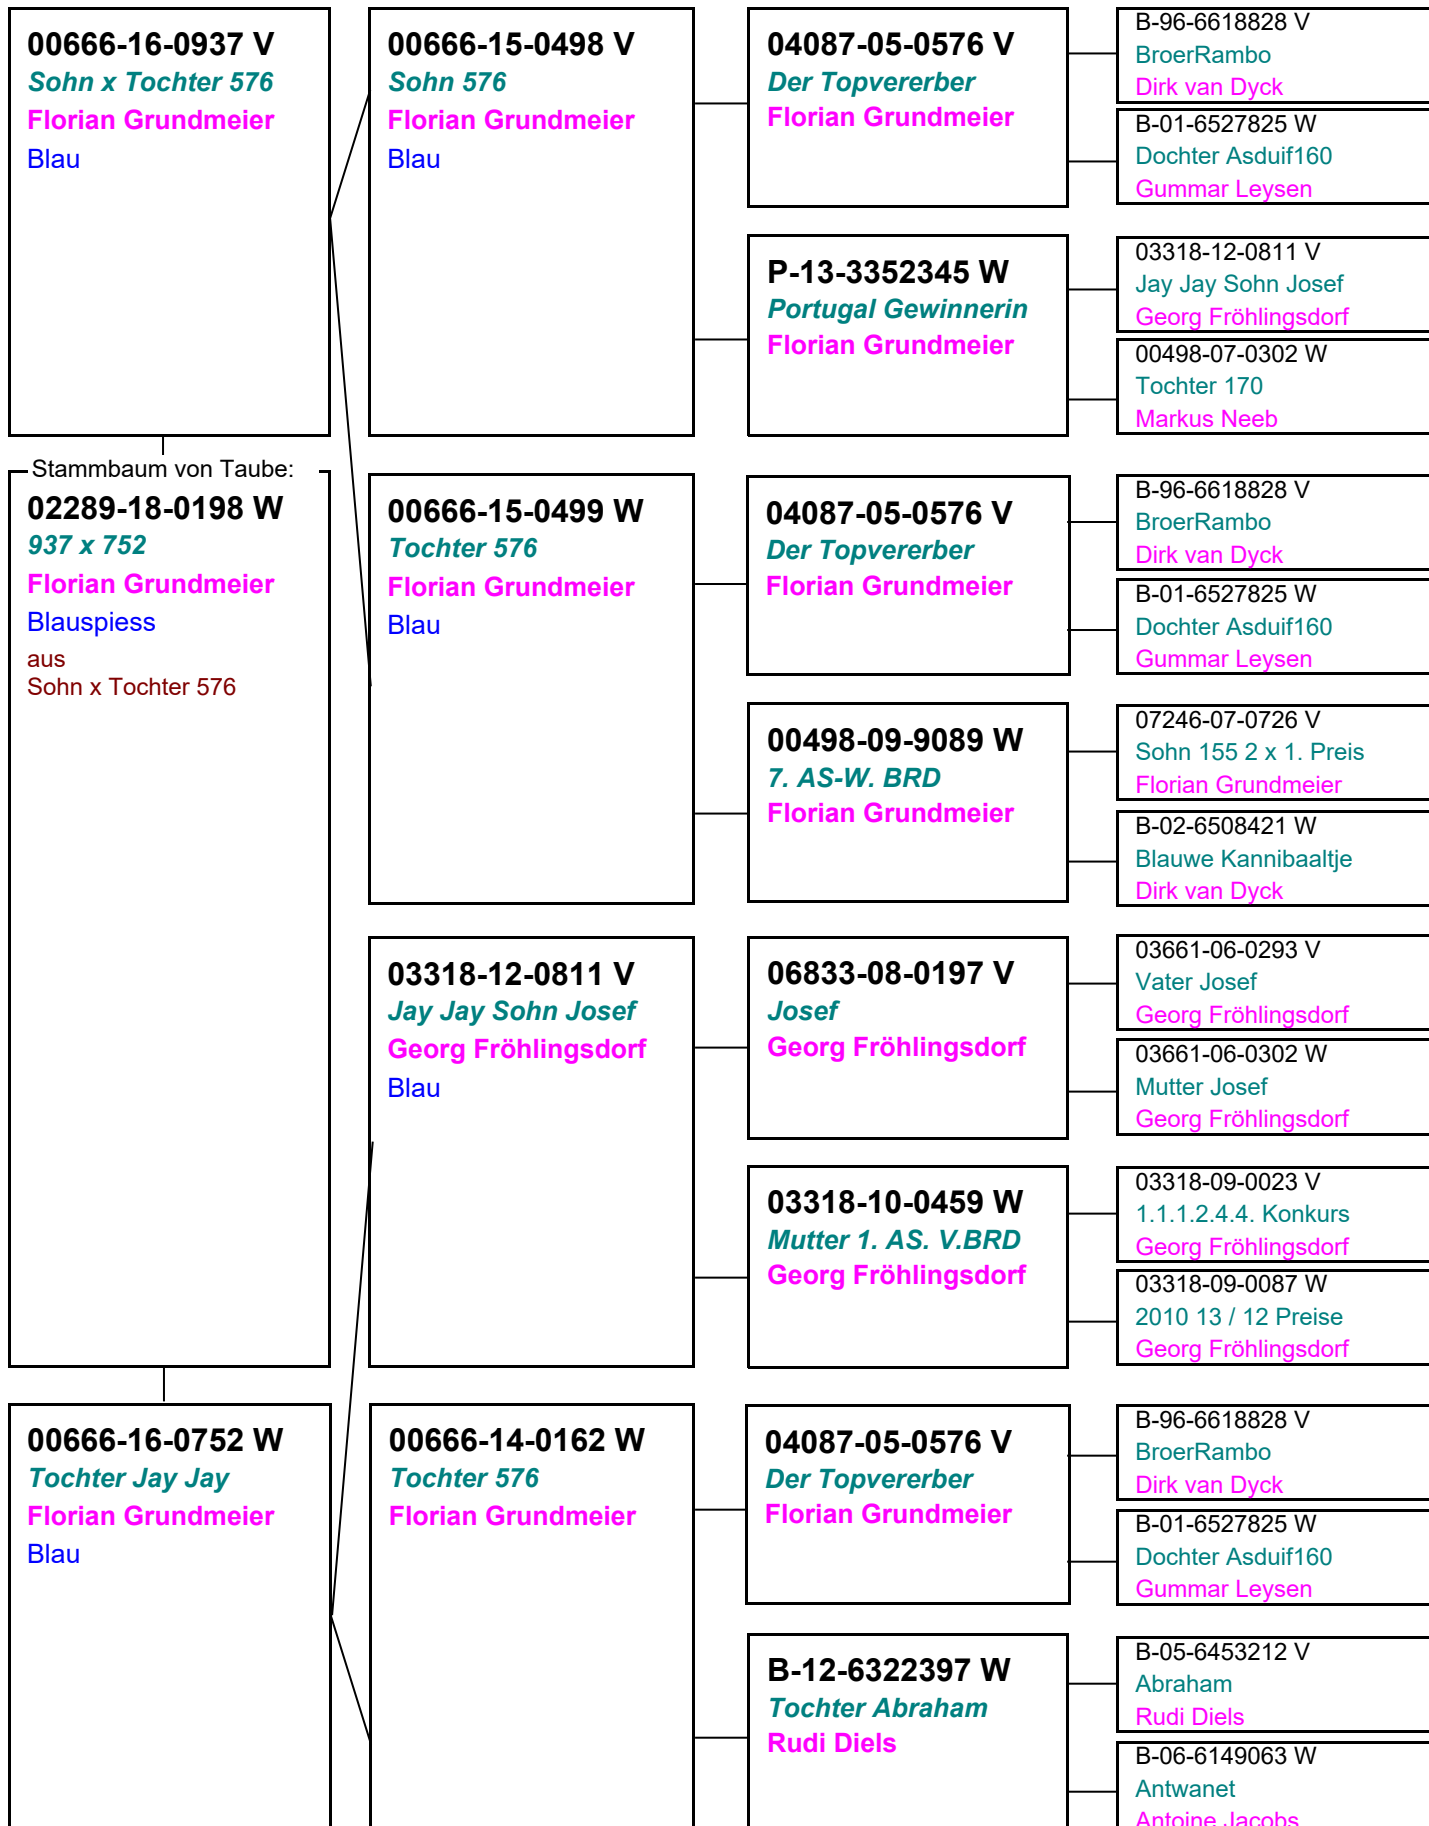 00666-16-0937 V
Sohn x Tochter 576
Florian Grundmeier
Blau
Stammbaum von Taube:
02289-18-0198 W
937 x 752
Florian Grundmeier
Blauspiess
aus
Sohn x Tochter 576
00666-16-0752 W
Tochter Jay Jay
Florian Grundmeier
Blau
00666-15-0498 V
Sohn 576
Florian Grundmeier
Blau
00666-15-0499 W
Tochter 576
Florian Grundmeier
Blau
03318-12-0811 V
Jay Jay Sohn Josef
Georg Fröhlingsdorf
Blau
00666-14-0162 W
Tochter 576
Florian Grundmeier
04087-05-0576 V
Der Topvererber
Florian Grundmeier
P-13-3352345 W
Portugal Gewinnerin
Florian Grundmeier
04087-05-0576 V
Der Topvererber
Florian Grundmeier
00498-09-9089 W
7. AS-W. BRD
Florian Grundmeier
06833-08-0197 V
Josef
Georg Fröhlingsdorf
03318-10-0459 W
Mutter 1. AS. V.BRD
Georg Fröhlingsdorf
04087-05-0576 V
Der Topvererber
Florian Grundmeier
B-12-6322397 W
Tochter Abraham
Rudi Diels
B-96-6618828 V
BroerRambo
Dirk van Dyck
B-01-6527825 W
Dochter Asduif160
Gummar Leysen
03318-12-0811 V
Jay Jay Sohn Josef
Georg Fröhlingsdorf
00498-07-0302 W
Tochter 170
Markus Neeb
B-96-6618828 V
BroerRambo
Dirk van Dyck
B-01-6527825 W
Dochter Asduif160
Gummar Leysen
07246-07-0726 V
Sohn 155 2 x 1. Preis
Florian Grundmeier
B-02-6508421 W
Blauwe Kannibaaltje
Dirk van Dyck
03661-06-0293 V
Vater Josef
Georg Fröhlingsdorf
03661-06-0302 W
Mutter Josef
Georg Fröhlingsdorf
03318-09-0023 V
1.1.1.2.4.4. Konkurs
Georg Fröhlingsdorf
03318-09-0087 W
2010 13 / 12 Preise
Georg Fröhlingsdorf
B-96-6618828 V
BroerRambo
Dirk van Dyck
B-01-6527825 W
Dochter Asduif160
Gummar Leysen
B-05-6453212 V
Abraham
Rudi Diels
B-06-6149063 W
Antwanet
Antoine Jacobs